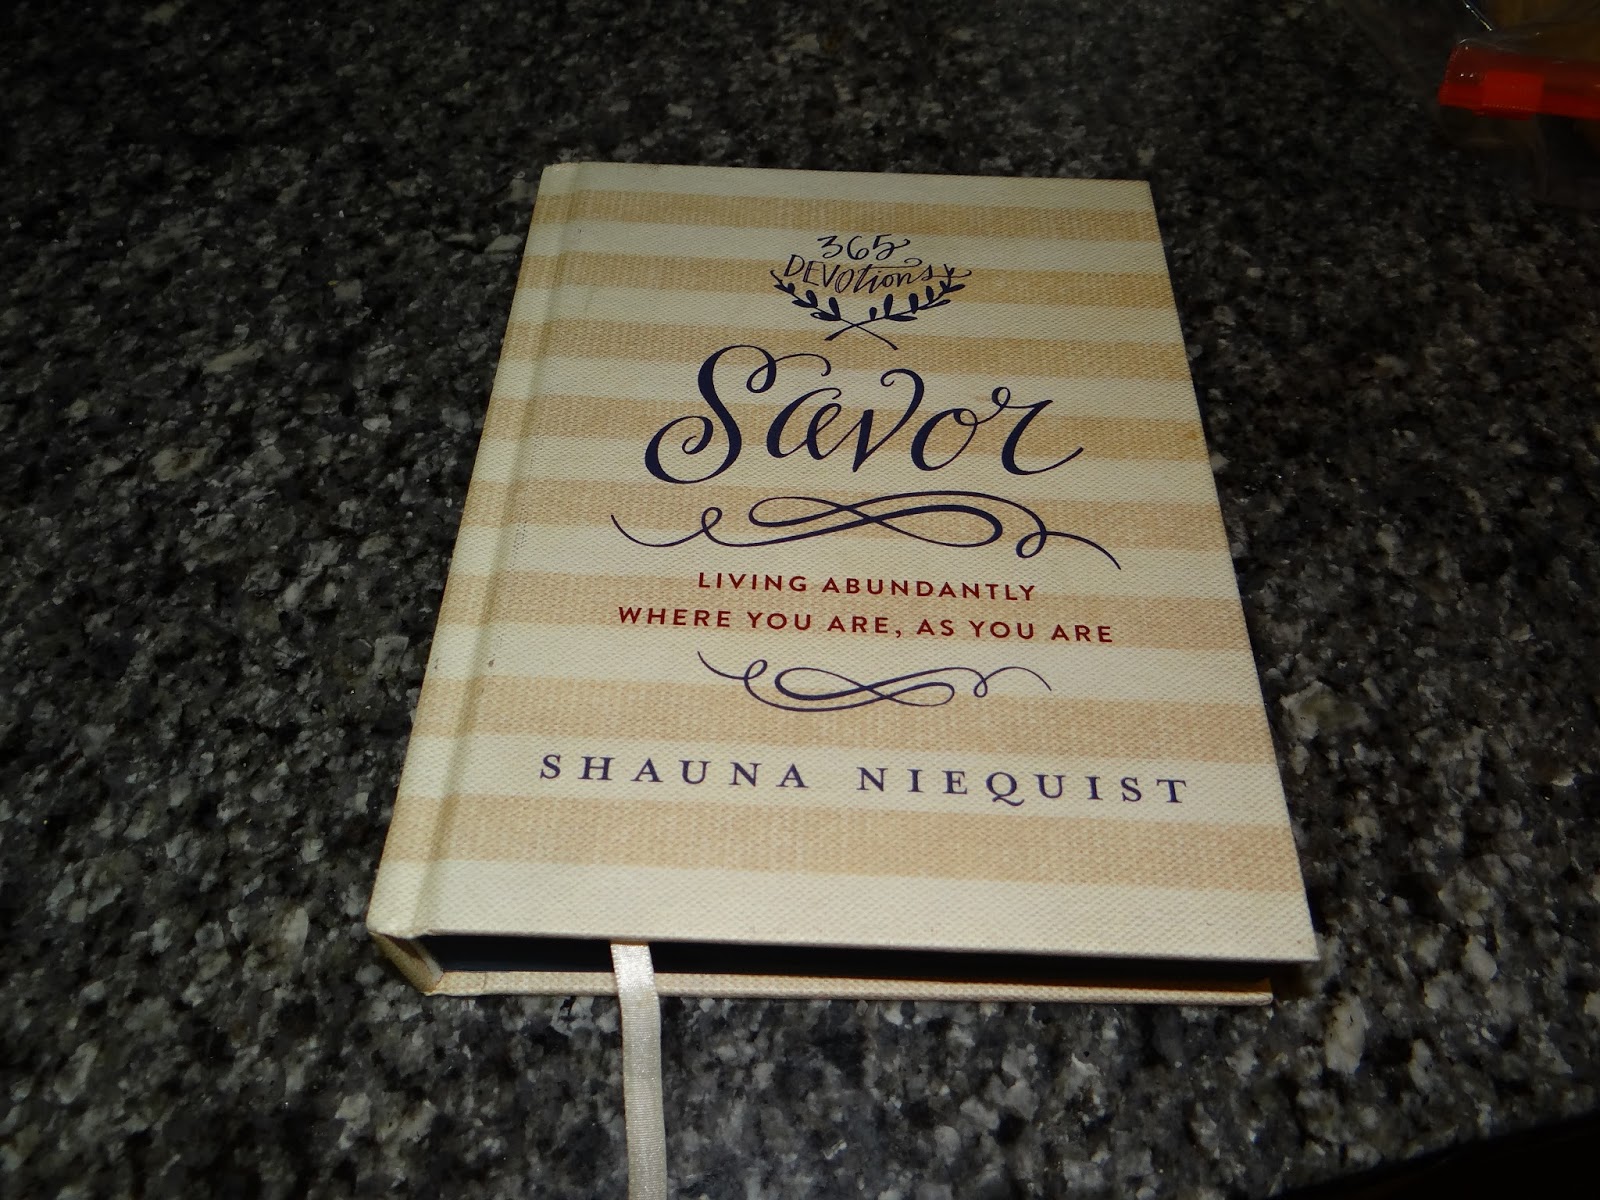 365
DEVOtions
Savor
LIVING ABUNDANTLY
WHERE YOU ARE, AS YOU ARE
SHAUNA NIEQUIST